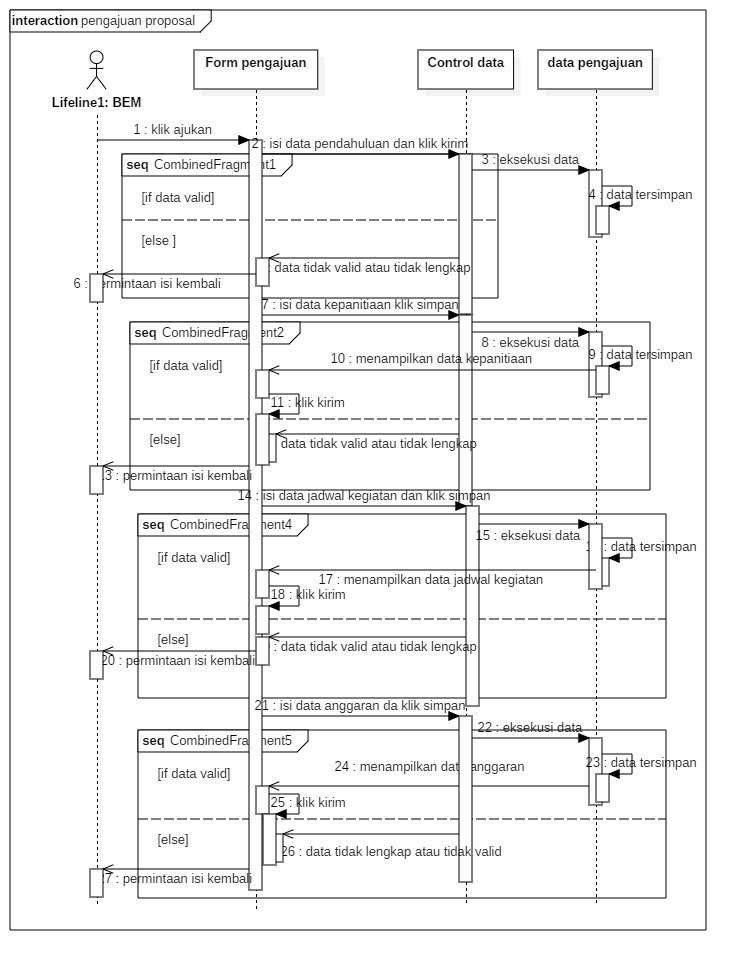 interaction pengajuan proposal
Form pengajuan
Control data
data pengajuan
Lifeline1: BEM
1 : klik ajukan
2 : isi data pendahuluan dan klik kirim
3 : eksekusi data
seq CombinedFragment1
[if data valid]
4 : data tersimpan
[else ]
: data tidak valid atau tidak lengkap
6 : permintaan isi kembali
7 : isi data kepanitiaan klik simpan
seq CombinedFragment2
8 : eksekusi data
9 : data tersimpan
10 : menampilkan data kepanitiaan
[if data valid]
11 : klik kirim
[else]
data tidak valid atau tidak lengkap
13 : permintaan isi kembali
14 : isi data jadwal kegiatan dan klik simpan
seq CombinedFragment4
15 : eksekusi data
: data tersimpan
[if data valid]
17 : menampilkan data jadwal kegiatan
18 : klik kirim
[else]
: data tidak valid atau tidak lengkap
20 : permintaan isi kembali
21 : isi data anggaran da klik simpan
22 : eksekusi data
seq CombinedFragment5
23 : data tersimpan
24 : menampilkan data anggaran
[if data valid]
25 : klik kirim
[else]
26 : data tidak lengkap atau tidak valid
27 : permintaan isi kembali